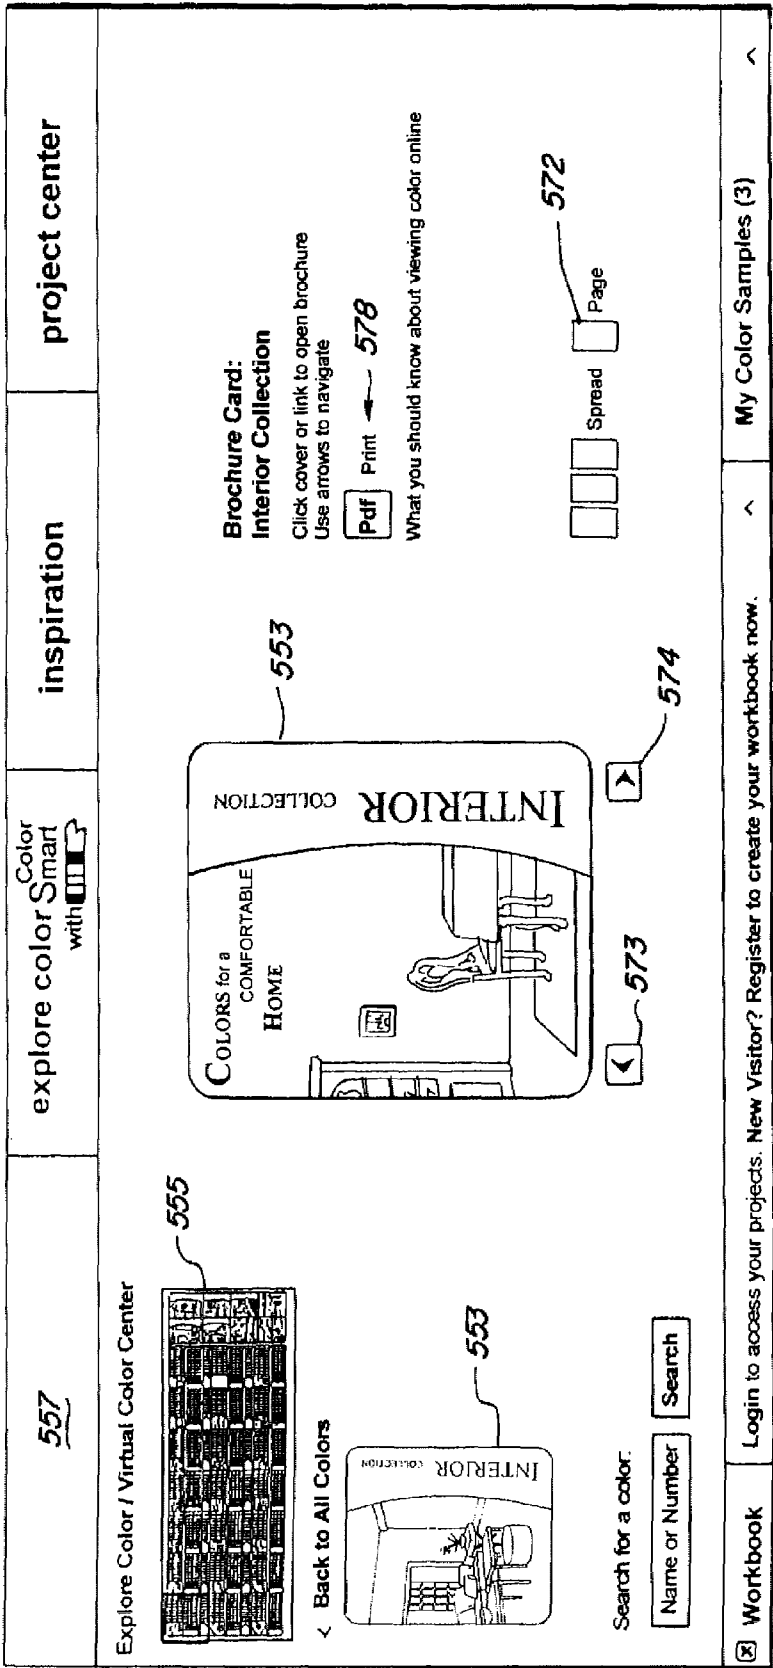 557
explore color
Color
Smart
with
inspiration
project center
Explore Color / Virtual Color Center
555
< Back to All Colors
INTERIOR
COLLECTION
553
Search for a color:
Name or Number
Search
COLORS for a
COMFORTABLE
HOME
INTERIOR
COLLECTION
553
573
574
Brochure Card:
Interior Collection
Click cover or link to open brochure
Use arrows to navigate
Pdf Print 578
What you should know about viewing color online
Spread
Page
572
Workbook
Login to access your projects. New Visitor? Register to create your workbook now.
My Color Samples (3)